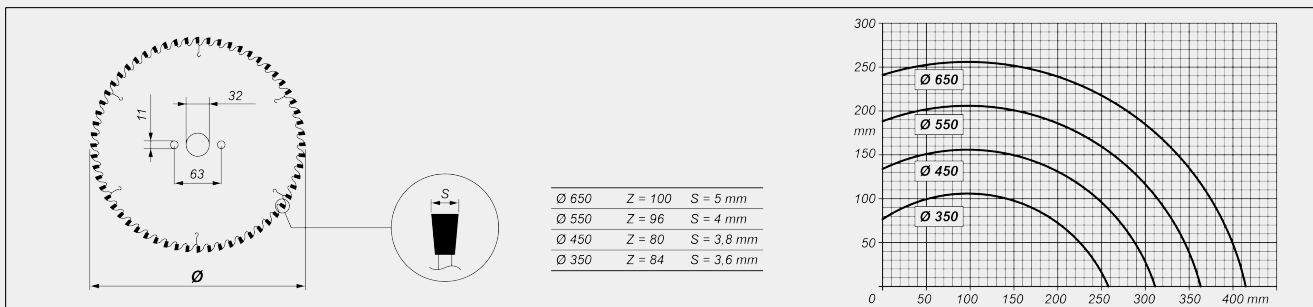 32
11
63
Ø
S
Ø 650 Z = 100 S = 5 mm
Ø 550 Z = 96 S = 4 mm
Ø 450 Z = 80 S = 3,8 mm
Ø 350 Z = 84 S = 3,6 mm
300
250
200
mm
150
100
50
Ø 650
Ø 550
Ø 450
Ø 350
0 50 100 150 200 250 300 350 400 mm